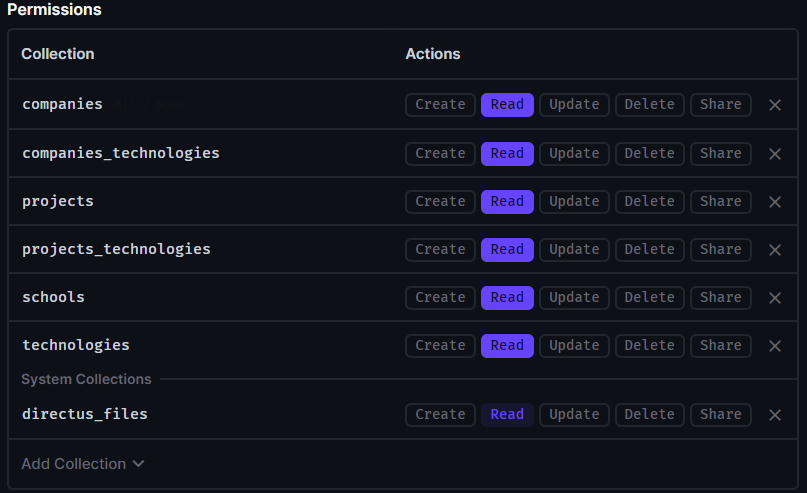 Permissions
Collection Actions
companies Create Read Update Delete Share
companies_technologies Create Read Update Delete Share
projects Create Read Update Delete Share
projects_technologies Create Read Update Delete Share
schools Create Read Update Delete Share
technologies Create Read Update Delete Share
System Collections
directus_files Create Read Update Delete Share
Add Collection